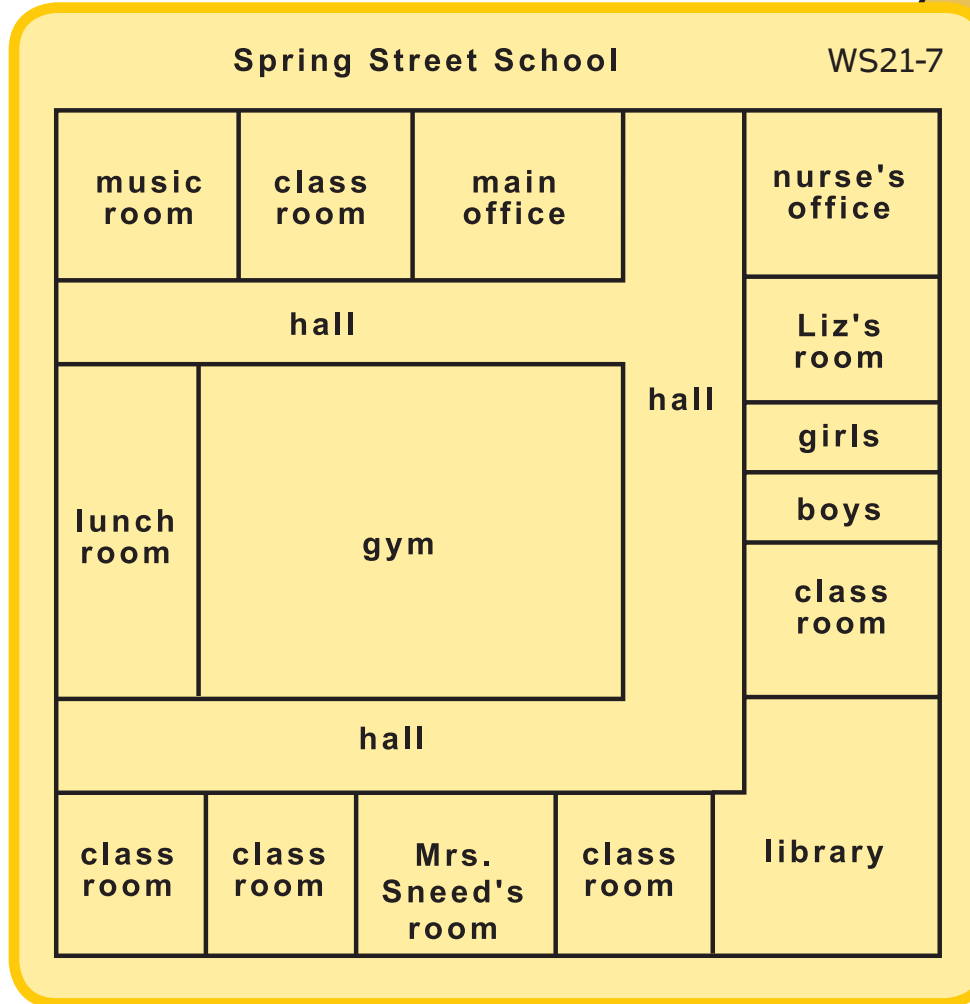 Spring Street School WS21-7
music
room
class
room
main
office
nurse's
office
hall
Liz's
room
hall
girls
boys
lunch
room
gym
class
room
hall
class
room
class
room
Mrs.
Sneed's
room
class
room
library